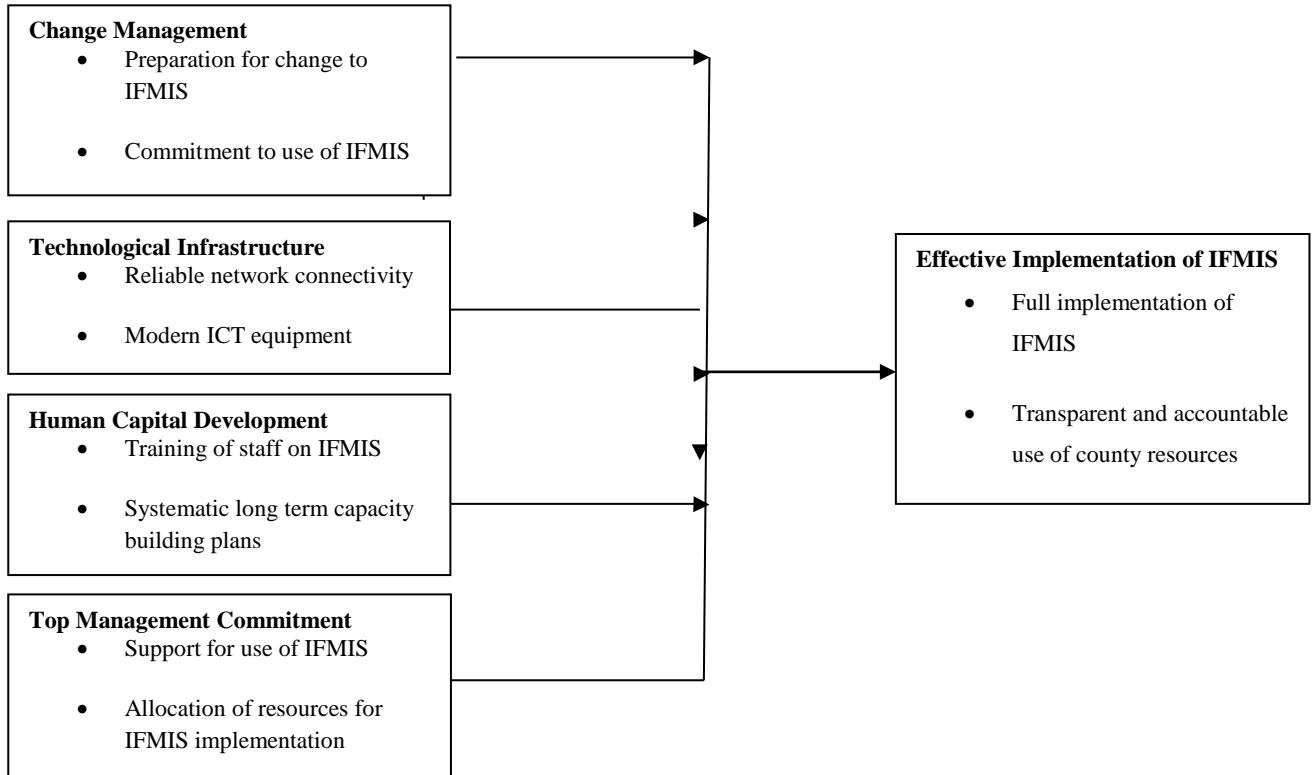 Change Management
• Preparation for change to
IFMIS
• Commitment to use of IFMIS
Technological Infrastructure
• Reliable network connectivity
• Modern ICT equipment
Human Capital Development
• Training of staff on IFMIS
• Systematic long term capacity
building plans
Top Management Commitment
• Support for use of IFMIS
• Allocation of resources for
IFMIS implementation
Effective Implementation of IFMIS
• Full implementation of
IFMIS
• Transparent and accountable
use of county resources